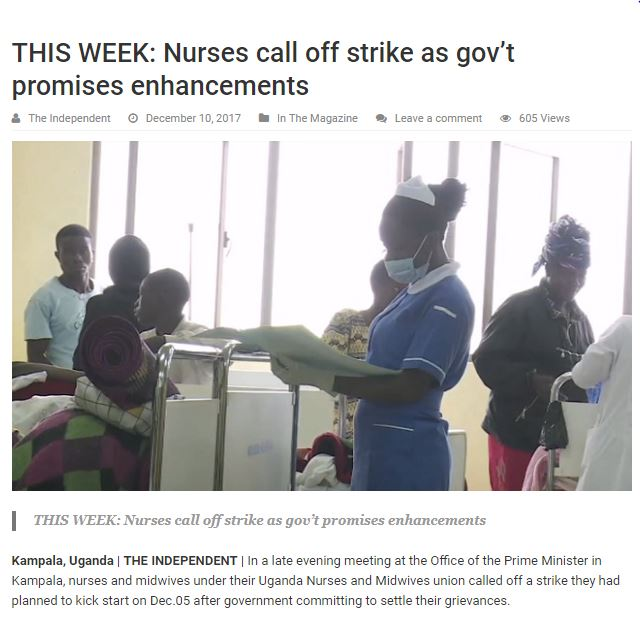 THIS WEEK: Nurses call off strike as gov’t
promises enhancements
The Independent December 10, 2017 In The Magazine Leave a comment 605 Views
THIS WEEK: Nurses call off strike as gov’t promises enhancements
Kampala, Uganda | THE INDEPENDENT | In a late evening meeting at the Office of the Prime Minister in
Kampala, nurses and midwives under their Uganda Nurses and Midwives union called off a strike they had
planned to kick start on Dec.05 after government committing to settle their grievances.